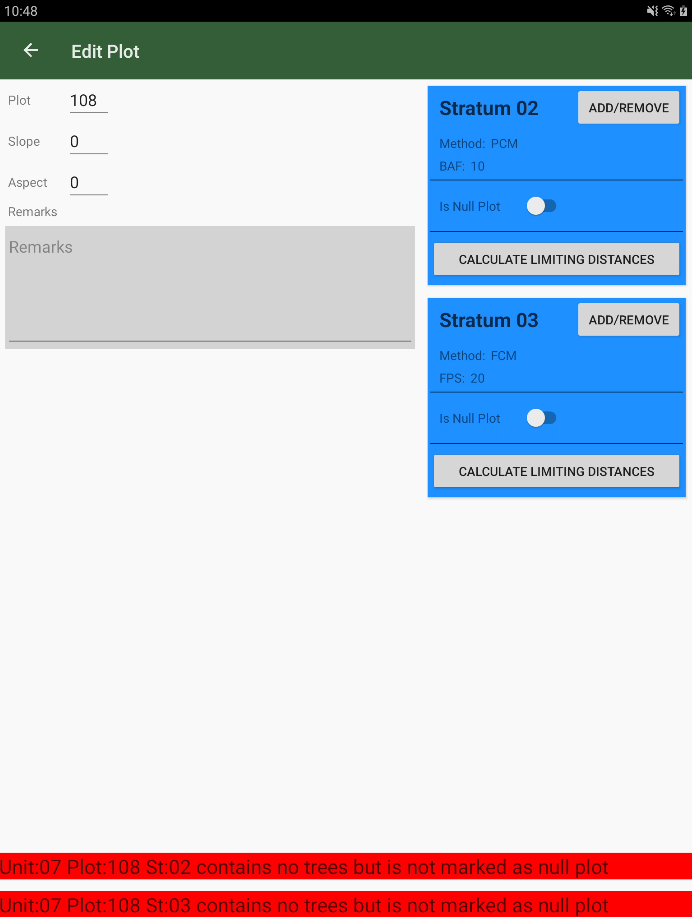 10:48
Edit Plot
Plot 108
Slope 0
Aspect 0
Remarks
Remarks
Stratum 02 ADD/REMOVE
Method: PCM
BAF: 10
Is Null Plot
CALCULATE LIMITING DISTANCES
Stratum 03 ADD/REMOVE
Method: FCM
FPS: 20
Is Null Plot
CALCULATE LIMITING DISTANCES
Unit:07 Plot:108 St:02 contains no trees but is not marked as null plot
Unit:07 Plot:108 St:03 contains no trees but is not marked as null plot